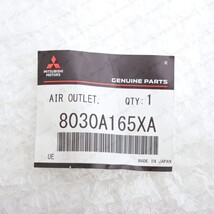 MITSUBISHI
MOTORS
GENUINE PARTS
AIR OUTLET, QTY: 1
8030A165XA
UE MADE IN JAPAN